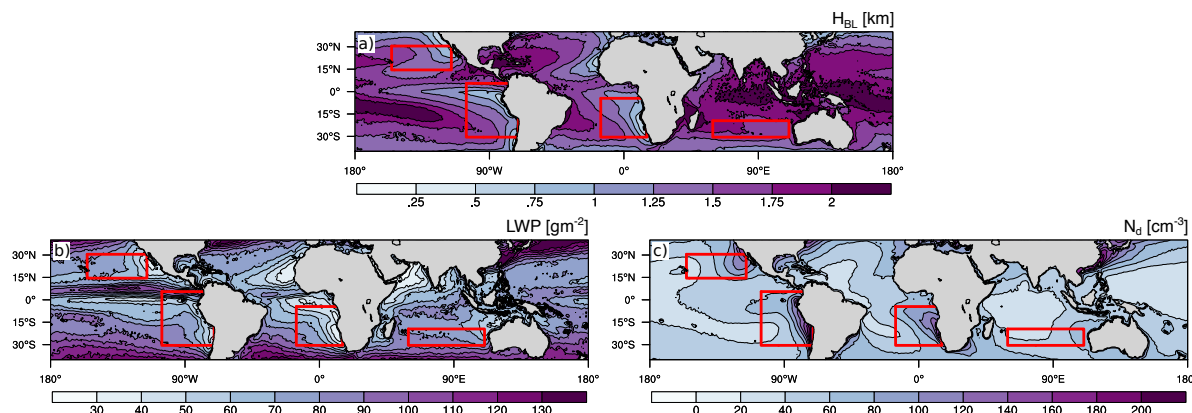 H_BL [km]
a)
30°N
15°N
0°
15°S
30°S
180° 90°W 0° 90°E 180°
.25 .5 .75 1 1.25 1.5 1.75 2
LWP [gm⁻²]
b)
30°N
15°N
0°
15°S
30°S
180° 90°W 0° 90°E 180°
30 40 50 60 70 80 90 100 110 120 130
N_d [cm⁻³]
c)
30°N
15°N
0°
15°S
30°S
180° 90°W 0° 90°E 180°
0 20 40 60 80 100 120 140 160 180 200